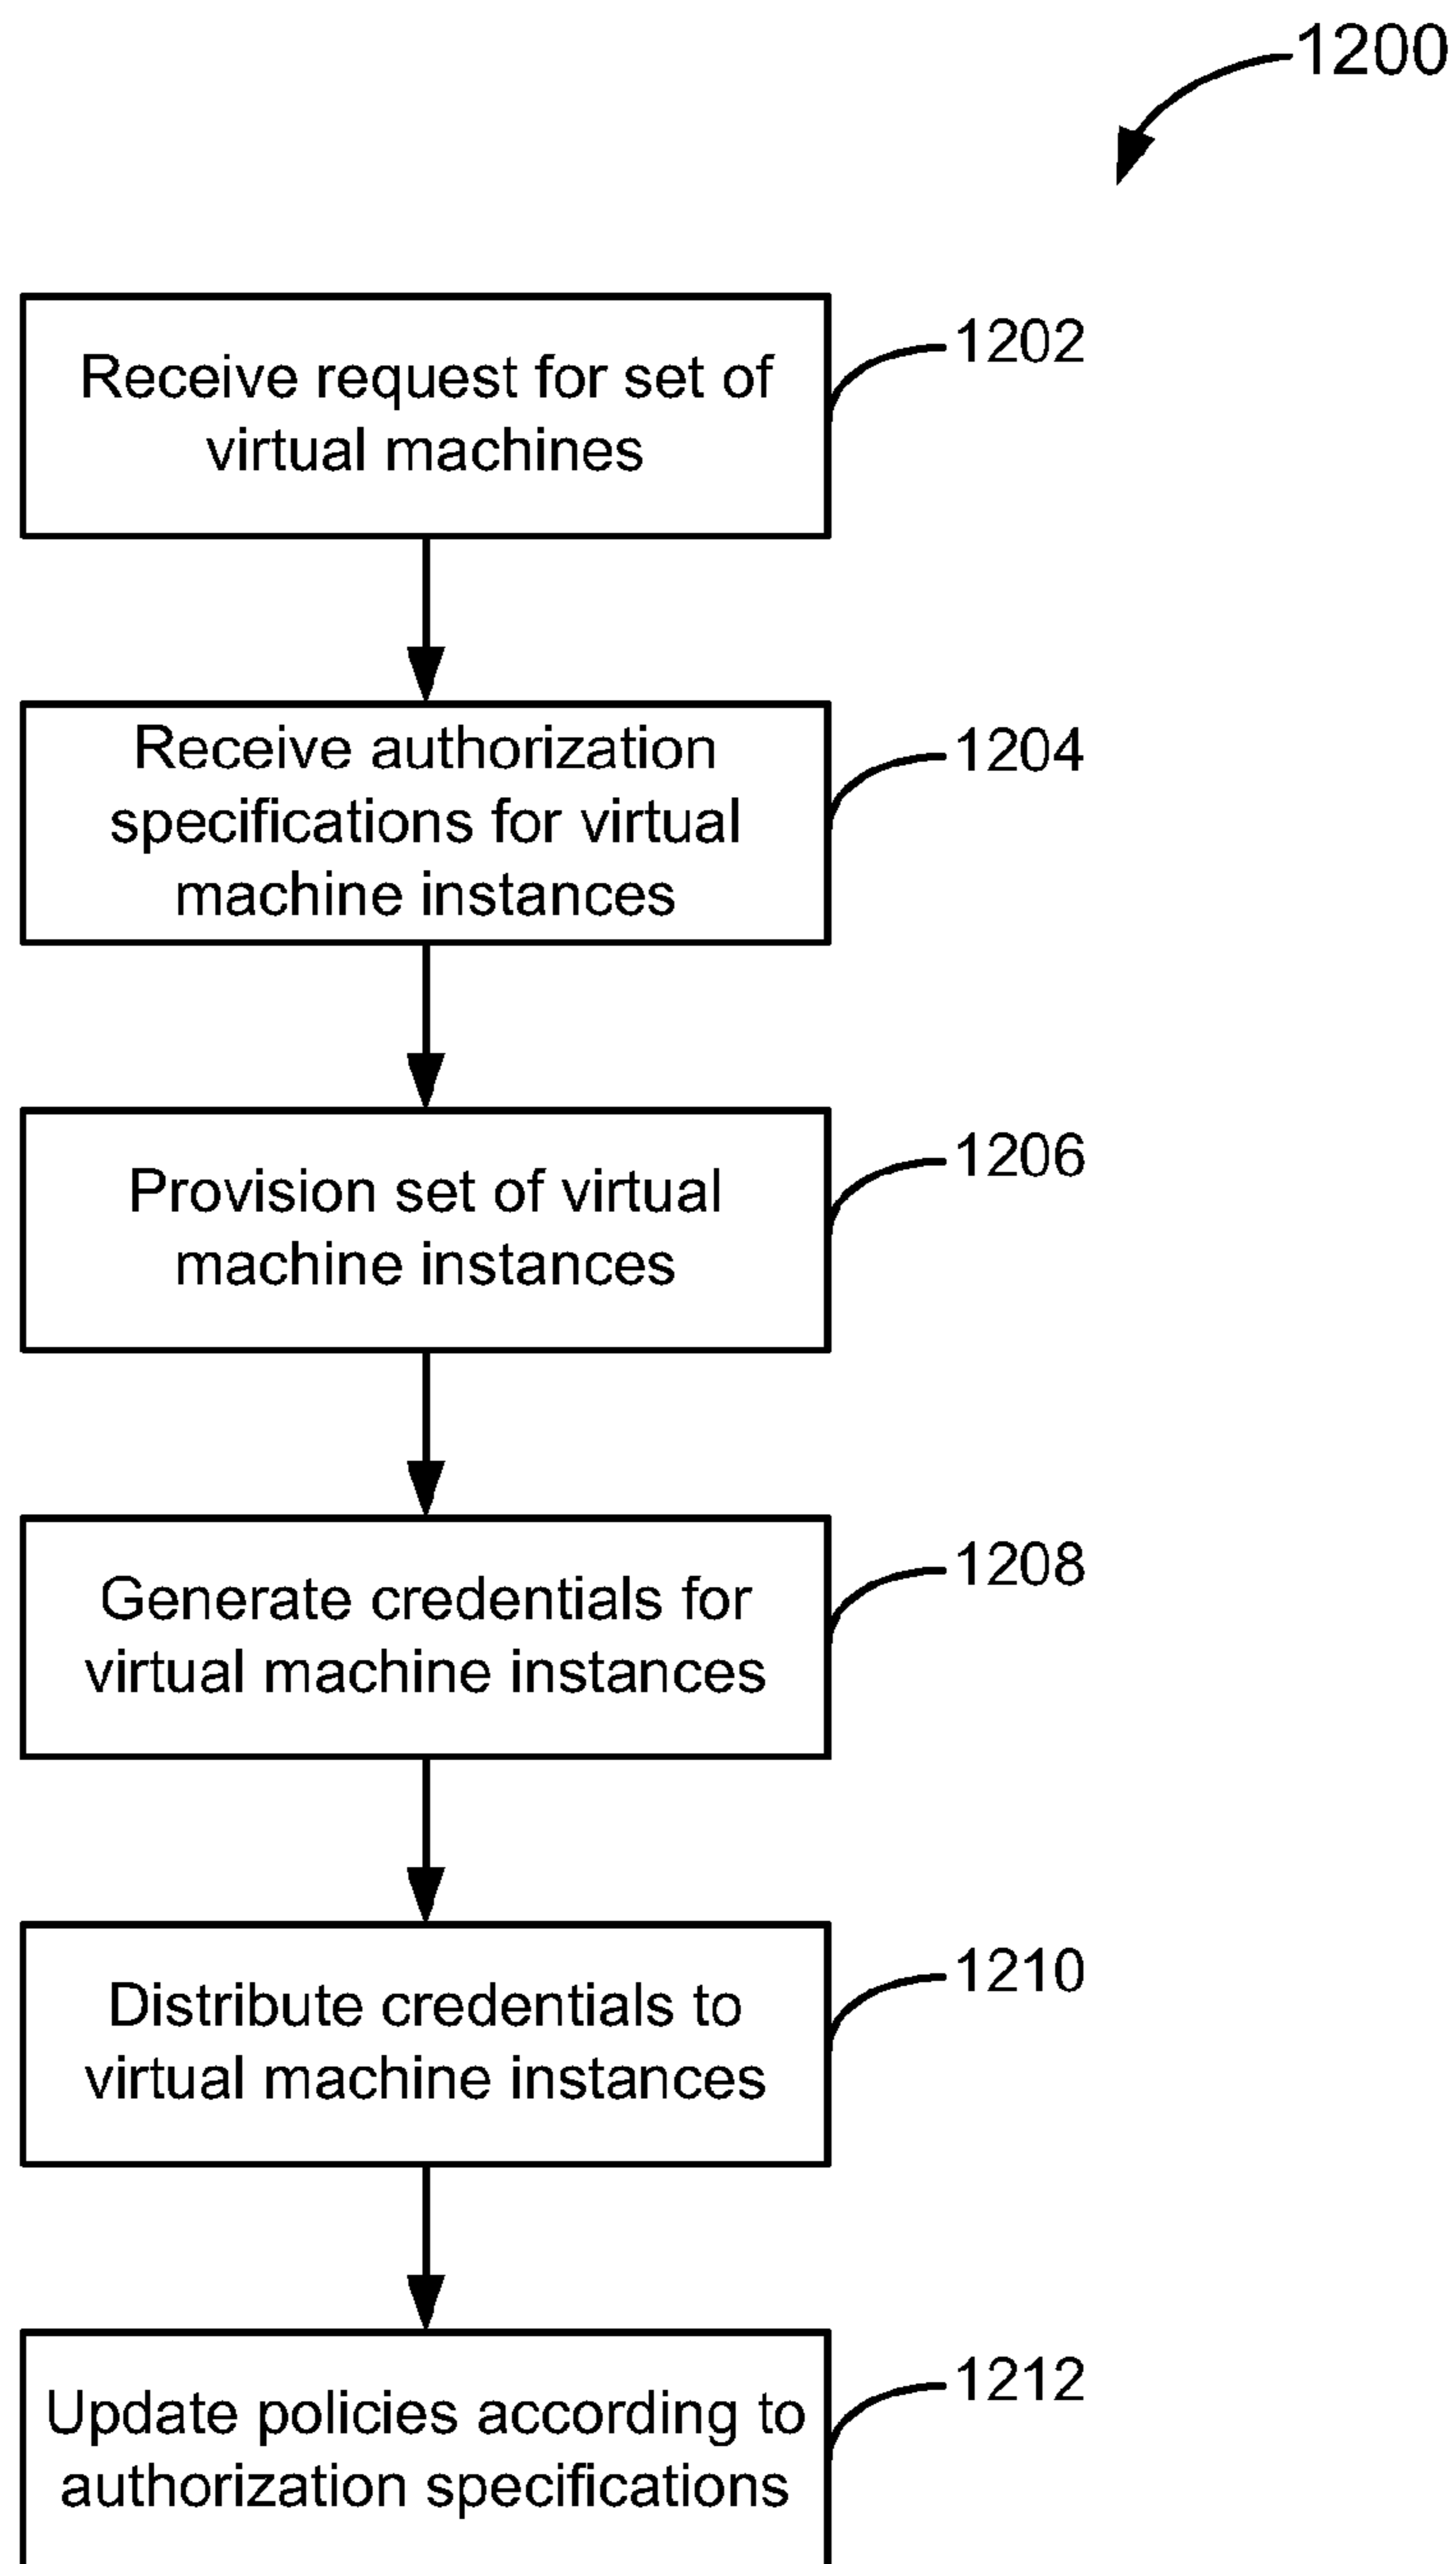 1200
Receive request for set of
virtual machines
1202
Receive authorization
specifications for virtual
machine instances
1204
Provision set of virtual
machine instances
1206
Generate credentials for
virtual machine instances
1208
Distribute credentials to
virtual machine instances
1210
Update policies according to
authorization specifications
1212